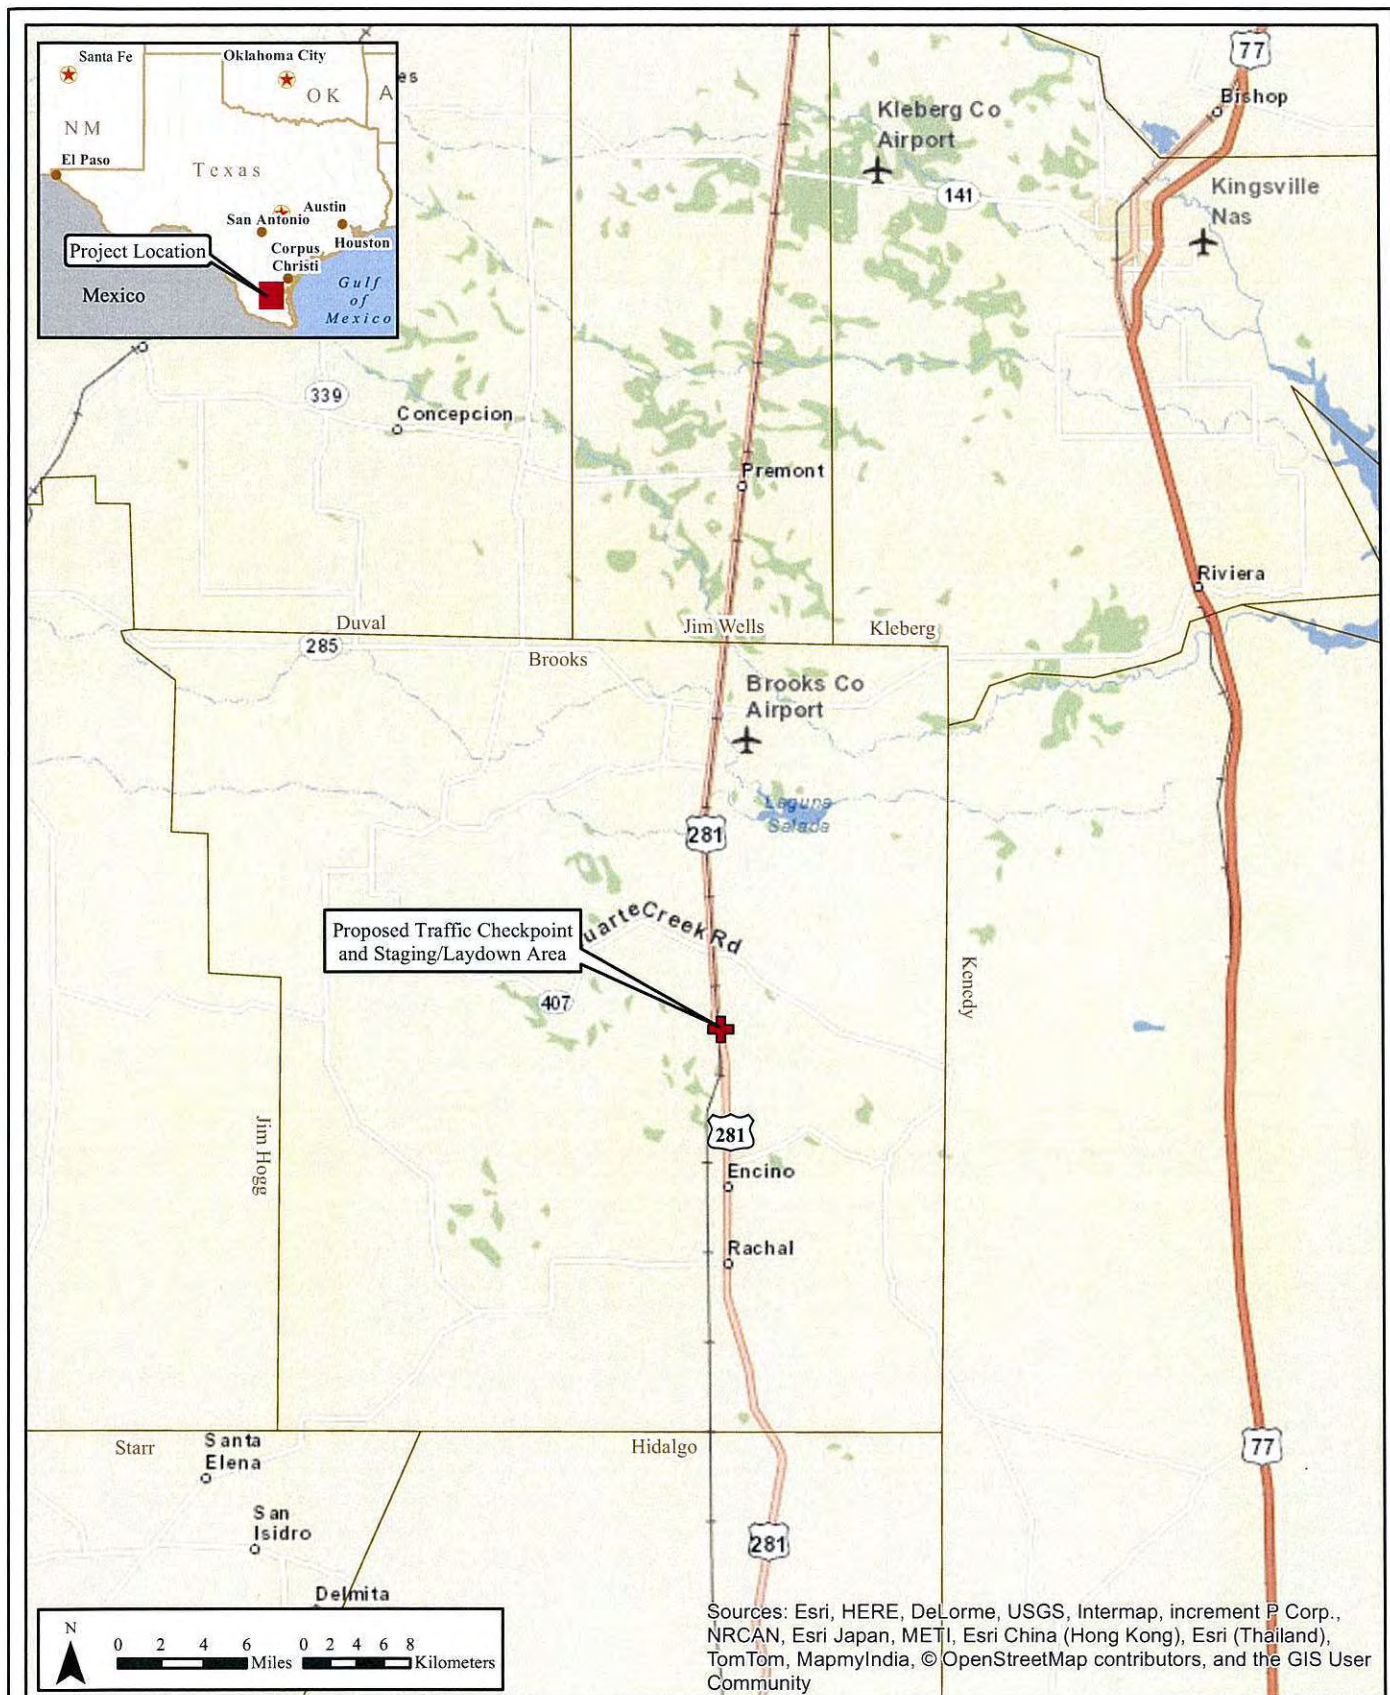 Santa Fe
Oklahoma City
OK
A
NM
El Paso
Texas
Austin
San Antonio
Houston
Corpus
Christi
Project Location
Mexico
Gulf
of
Mexico
es
77
Bishop
Kleberg Co
Airport
141
Kingsville
Nas
339
Concepcion
Premont
Riviera
Duval
Jim Wells
Kleberg
285
Brooks
Brooks Co
Airport
Laguna
Salada
281
Proposed Traffic Checkpoint
and Staging/Laydown Area
uarteCreekRd
407
Kenedy
Jim Hogg
281
Encino
Rachal
Starr
Hidalgo
Santa
Elena
77
San
Isidro
281
Delmita
N
0 2 4 6
Miles
0 2 4 6 8
Kilometers
Sources: Esri, HERE, DeLorme, USGS, Intermap, increment P Corp.,
NRCAN, Esri Japan, METI, Esri China (Hong Kong), Esri (Thailand),
TomTom, MapmyIndia, © OpenStreetMap contributors, and the GIS User
Community